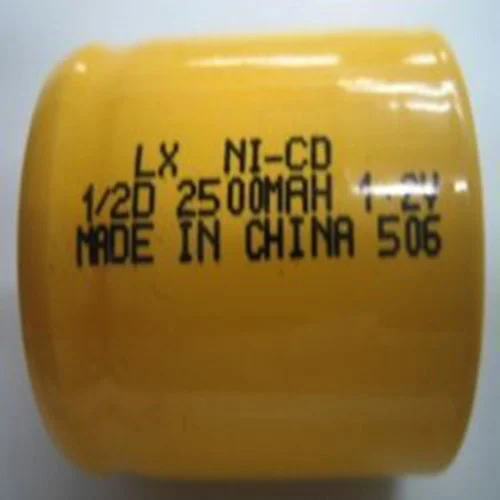 LX NI-CD
1/2D 2500MAH 1.2V
MADE IN CHINA 506